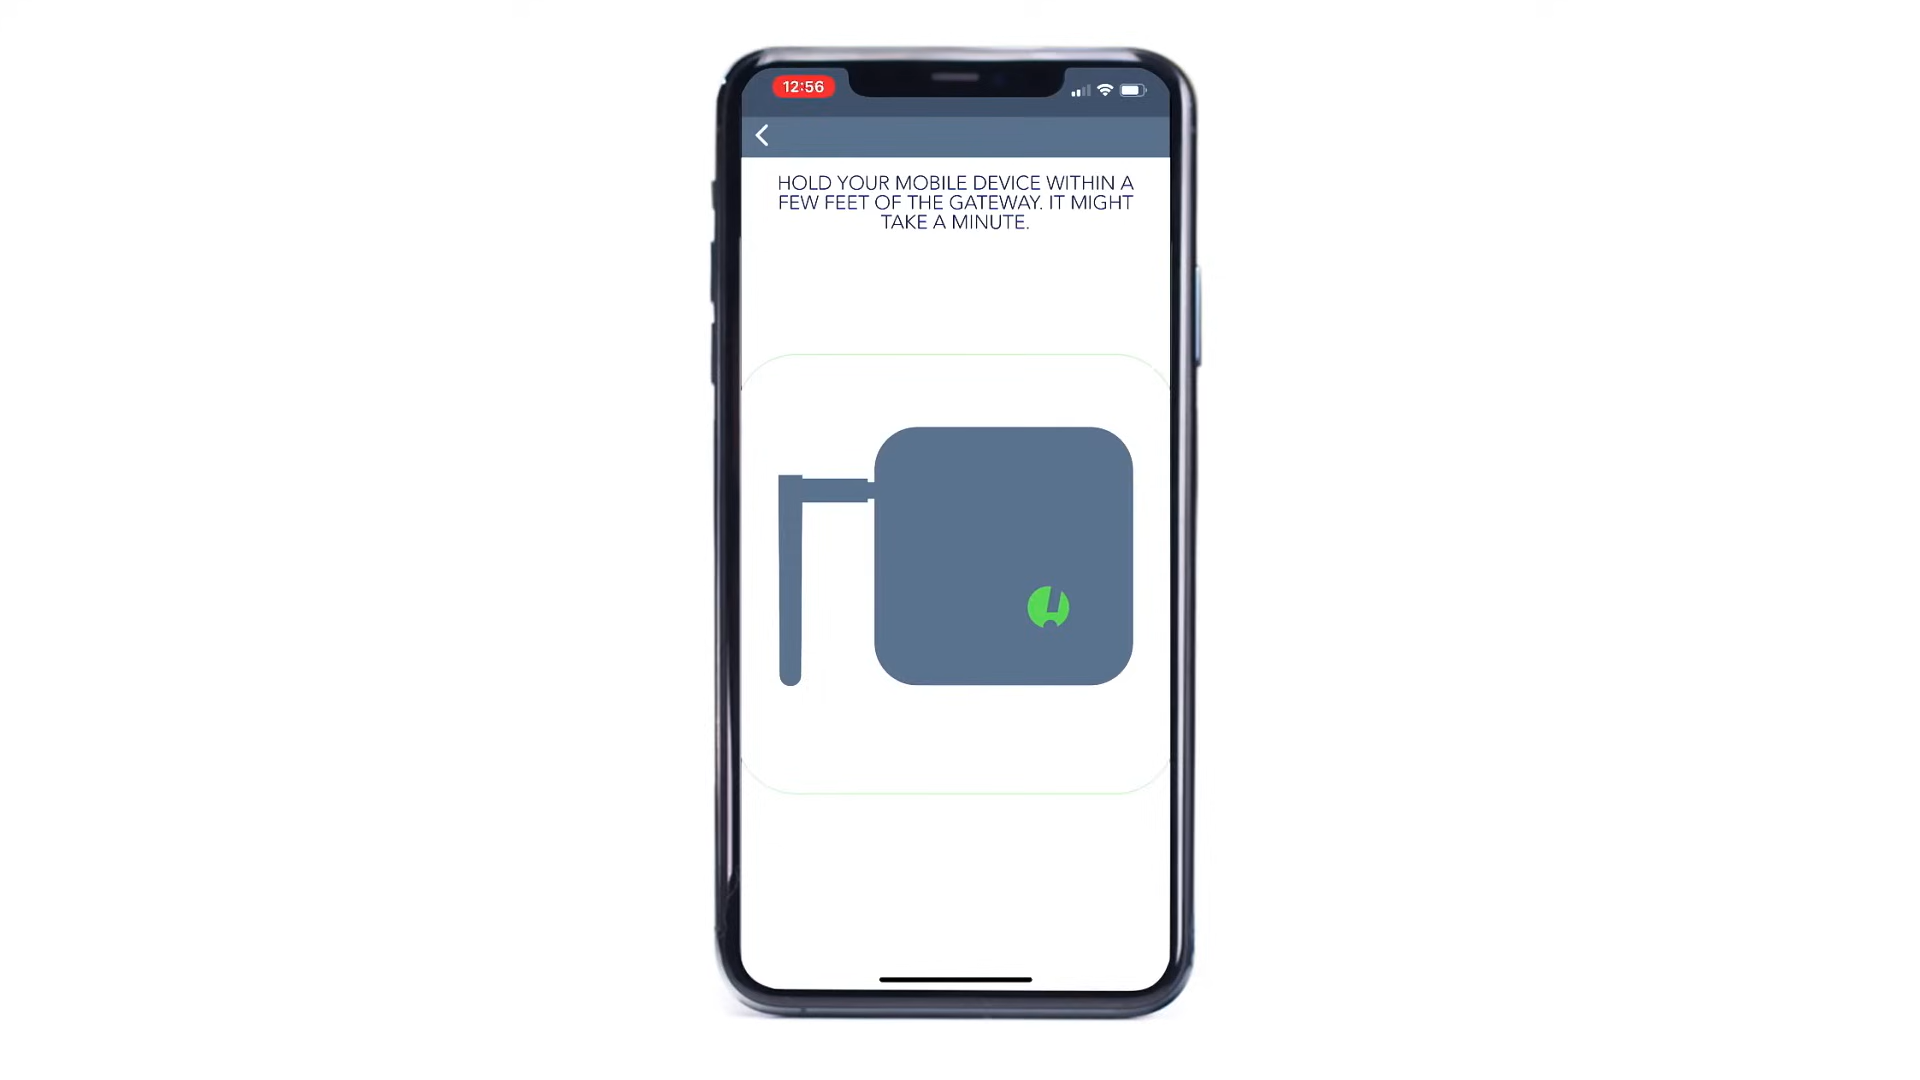 12:56
HOLD YOUR MOBILE DEVICE WITHIN A
FEW FEET OF THE GATEWAY. IT MIGHT
TAKE A MINUTE.